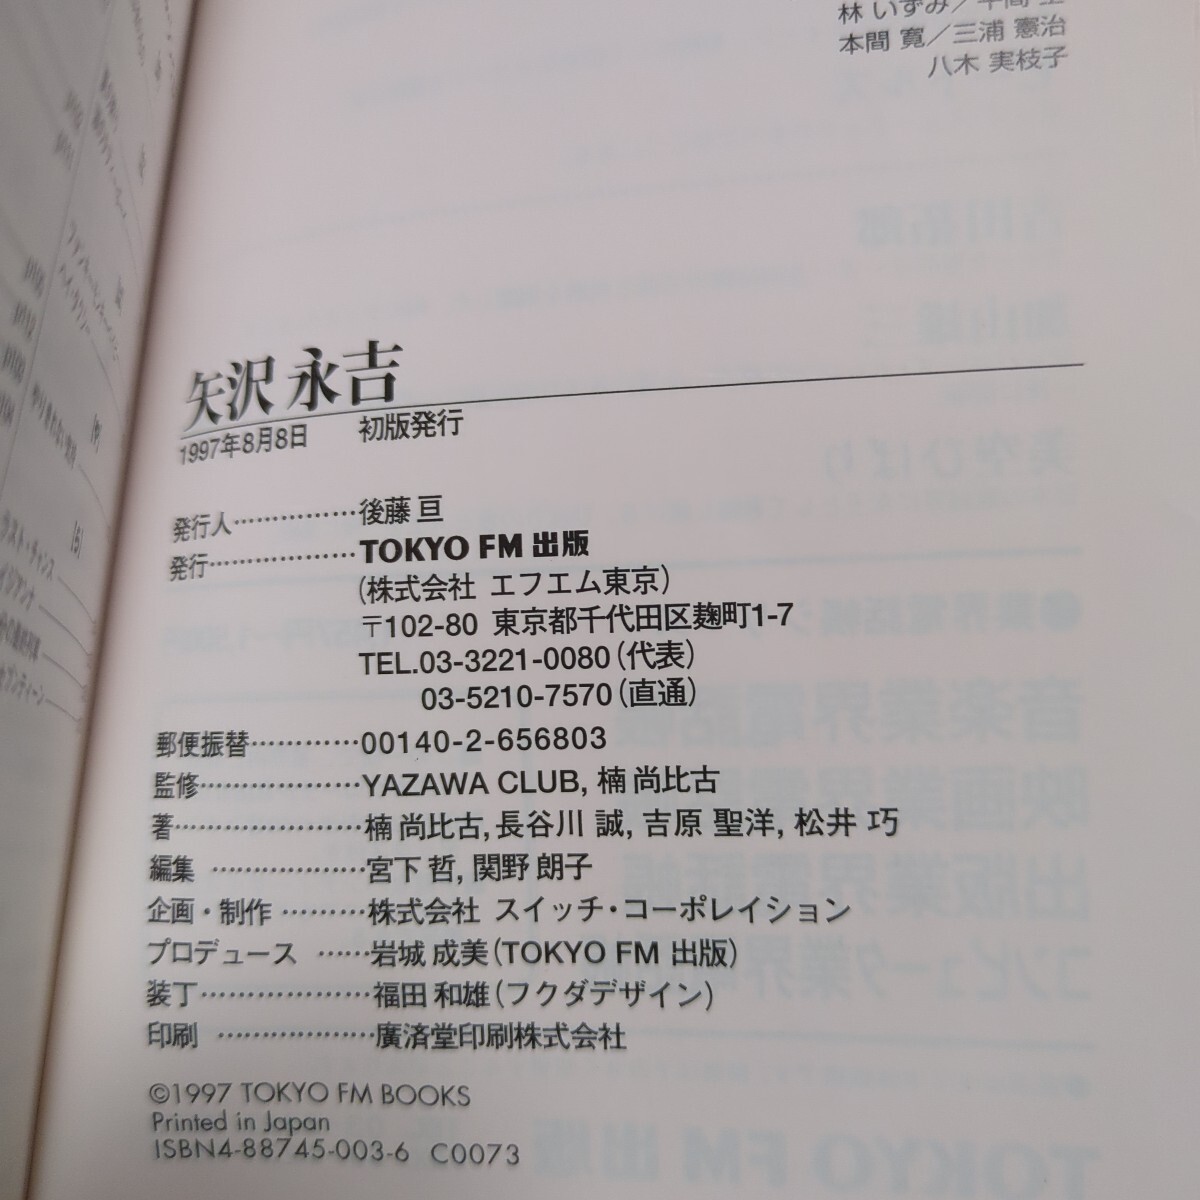 林 いずみ／
本間 寛／三浦 憲治
八木 実枝子
矢沢 永吉
1997年8月8日 初版発行
発行人……………後藤 亘
発行………………TOKYO FM 出版
(株式会社 エフエム東京)
〒102-80 東京都千代田区麹町1-7
TEL.03-3221-0080(代表)
03-5210-7570(直通)
郵便振替…………00140-2-656803
監修………………YAZAWA CLUB, 楠 尚比古
著…………………楠 尚比古, 長谷川 誠, 吉原 聖洋, 松井 巧
編集………………宮下 哲, 関野 朗子
企画・制作………株式会社 スイッチ・コーポレイション
プロデュース……岩城 成美(TOKYO FM 出版)
装丁………………福田 和雄(フクダデザイン)
印刷………………廣済堂印刷株式会社
©1997 TOKYO FM BOOKS
Printed in Japan
ISBN4-88745-003-6 C0073